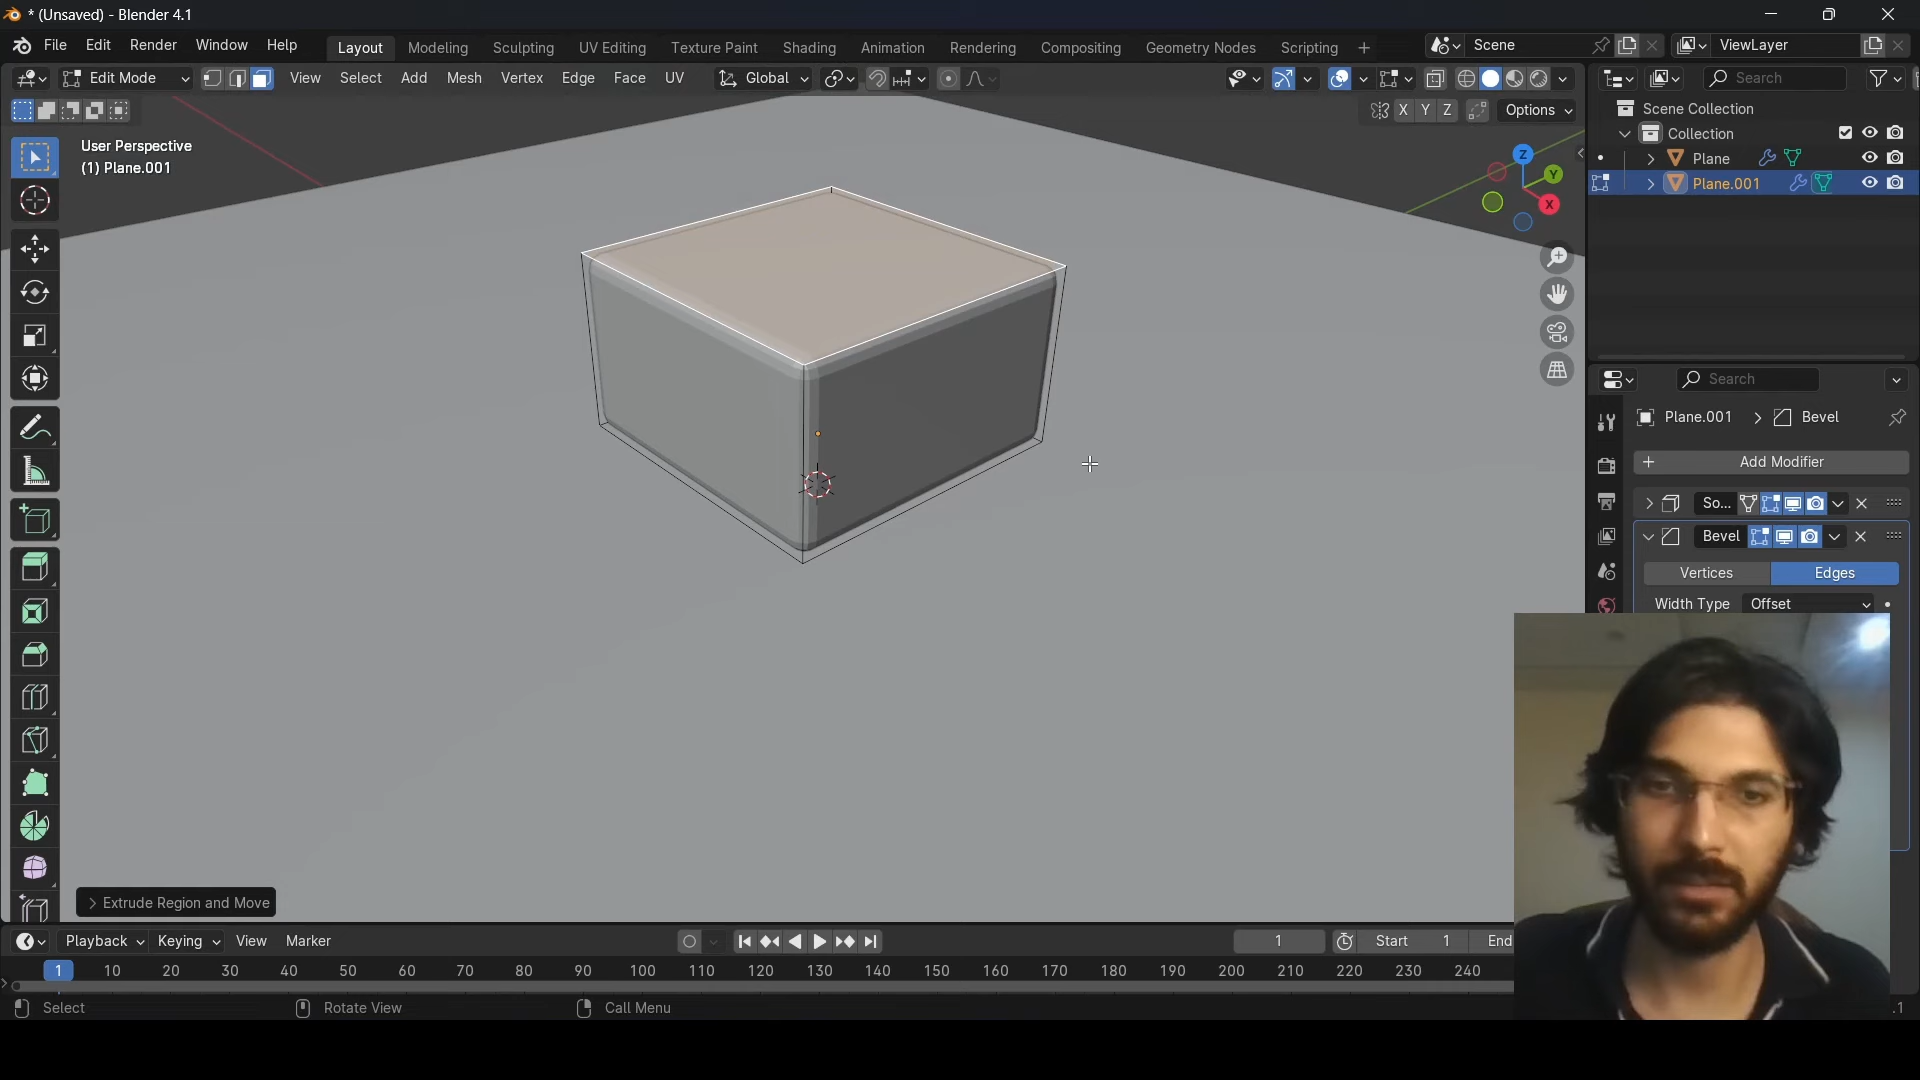 * (Unsaved) - Blender 4.1
File Edit Render Window Help
Layout Modeling Sculpting UV Editing Texture Paint Shading Animation Rendering Compositing Geometry Nodes Scripting +
Scene
ViewLayer
Edit Mode View Select Add Mesh Vertex Edge Face UV Global
Search
X Y Z Options
User Perspective
(1) Plane.001
Z
Y
X
Scene Collection
Collection
Plane
Plane.001
Search
Plane.001 > Bevel
+ Add Modifier
So...
Bevel
Vertices Edges
Width Type Offset
> Extrude Region and Move
Playback Keying View Marker
1 Start 1 End
1 10 20 30 40 50 60 70 80 90 100 110 120 130 140 150 160 170 180 190 200 210 220 230 240
Select Rotate View Call Menu
.1